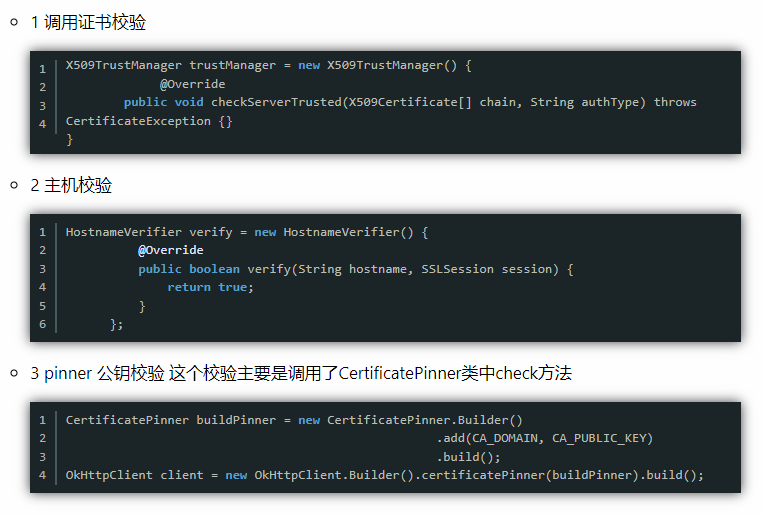 1 调用证书校验
1 X509TrustManager trustManager = new X509TrustManager() {
2 @Override
3 public void checkServerTrusted(X509Certificate[] chain, String authType) throws
4 CertificateException {}
}
2 主机校验
1 HostnameVerifier verify = new HostnameVerifier() {
2 @Override
3 public boolean verify(String hostname, SSLSession session) {
4 return true;
5 }
6 };
3 pinner 公钥校验 这个校验主要是调用了CertificatePinner类中check方法
1 CertificatePinner buildPinner = new CertificatePinner.Builder()
2 .add(CA_DOMAIN, CA_PUBLIC_KEY)
3 .build();
4 OkHttpClient client = new OkHttpClient.Builder().certificatePinner(buildPinner).build();